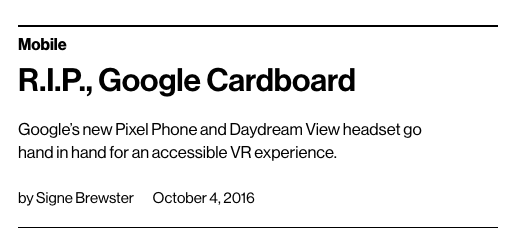 Mobile
R.I.P., Google Cardboard
Google's new Pixel Phone and Daydream View headset go
hand in hand for an accessible VR experience.
by Signe Brewster October 4, 2016